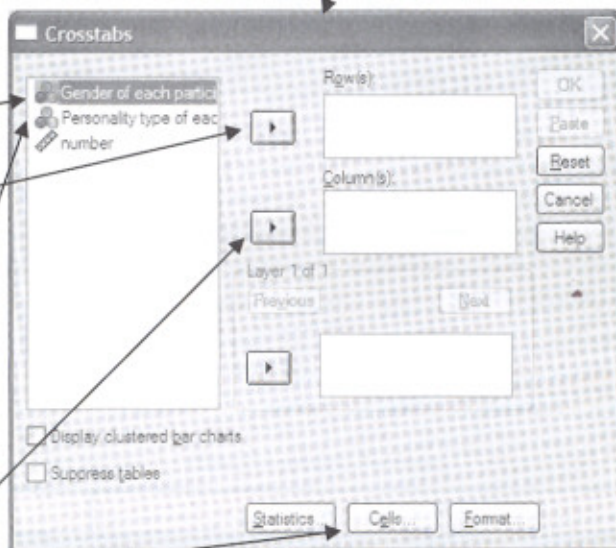 Crosstabs
Gender of each partici
Personality type of eac
number
Row(s):
Column(s):
Layer 1 of 1
Previous
Next
Display clustered bar charts
Suppress tables
Statistics...
Cells...
Format...
OK
Paste
Reset
Cancel
Help